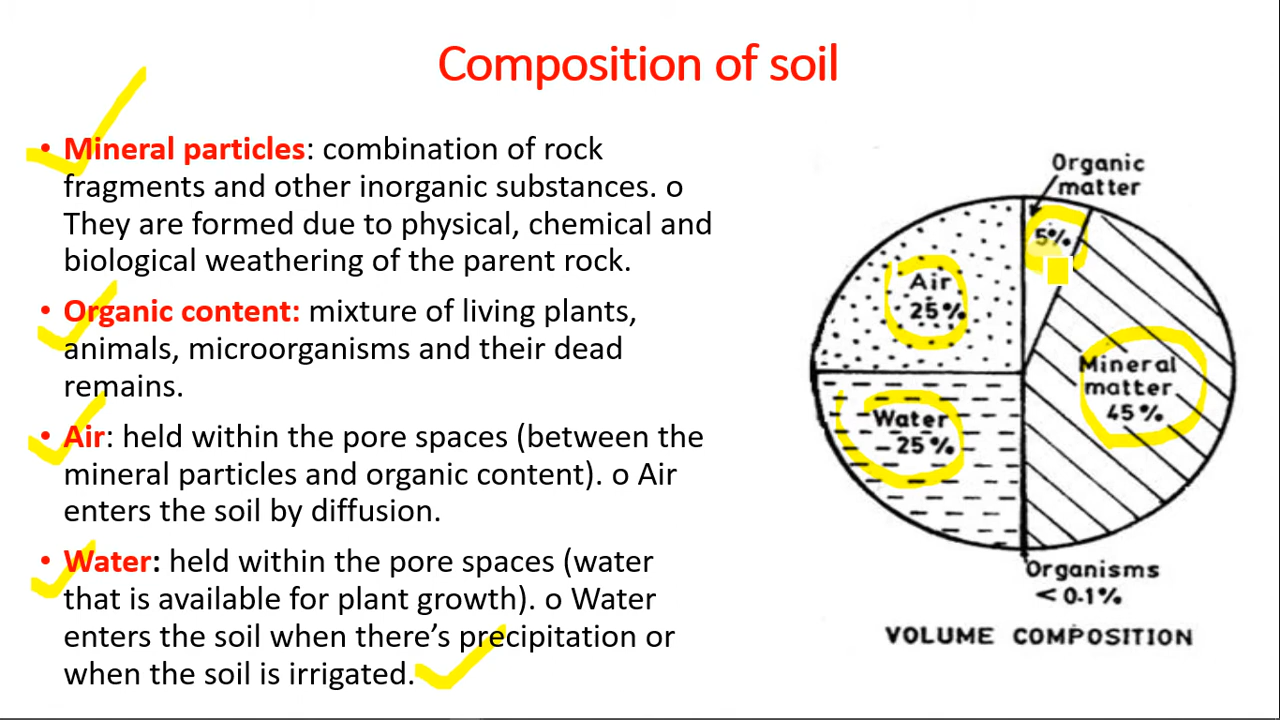 Composition of soil
• Mineral particles: combination of rock
fragments and other inorganic substances. o
They are formed due to physical, chemical and
biological weathering of the parent rock.
• Organic content: mixture of living plants,
animals, microorganisms and their dead
remains.
• Air: held within the pore spaces (between the
mineral particles and organic content). o Air
enters the soil by diffusion.
• Water: held within the pore spaces (water
that is available for plant growth). o Water
enters the soil when there’s precipitation or
when the soil is irrigated.
Organic
matter
5%
Air
25%
Mineral
matter
45%
Water
25%
Organisms
< 0.1%
VOLUME COMPOSITION